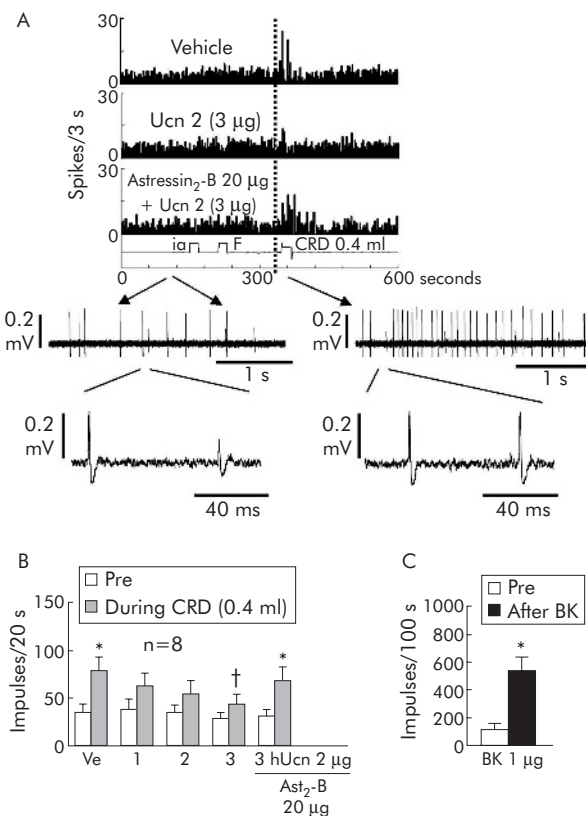 A
30
Vehicle
0
30
Ucn 2 (3 µg)
0
30
Astressin₂-B 20 µg
+ Ucn 2 (3 µg)
0
Spikes/3 s
ia
F
CRD 0.4 ml
0
300
600 seconds
0.2
mV
1 s
0.2
mV
1 s
0.2
mV
40 ms
0.2
mV
40 ms
B
Pre
During CRD (0.4 ml)
150
100
50
0
Impulses/20 s
n=8
*
†
*
Ve
1
2
3
3 hUcn 2 µg
Ast₂-B
20 µg
C
Pre
After BK
1000
800
600
400
200
0
Impulses/100 s
*
BK 1 µg